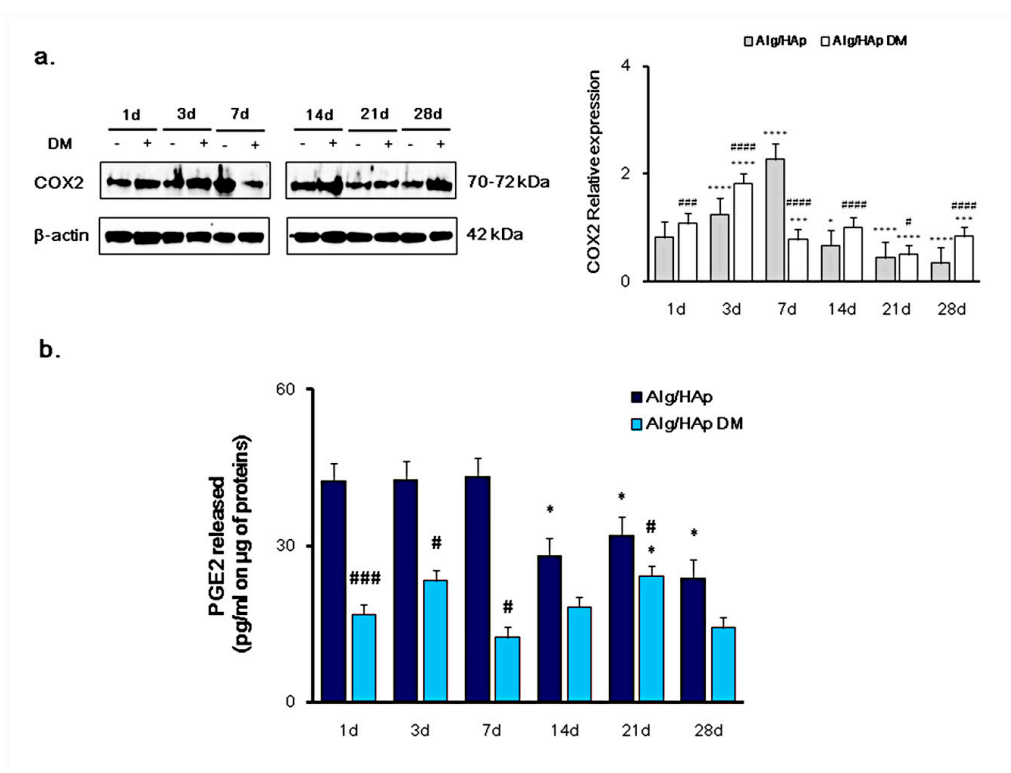 a.
1d 3d 7d 14d 21d 28d
DM - + - + - + - + - + - +
COX2 70-72 kDa
β-actin 42 kDa
Alg/HAp Alg/HAp DM
COX2 Relative expression
4
2
0
###
****
####
****
****
####
***
*
####
****
#
****
****
####
***
1d 3d 7d 14d 21d 28d
b.
Alg/HAp
Alg/HAp DM
PGE2 released
(pg/ml on µg of proteins)
60
30
0
###
#
#
*
*
#
*
*
1d 3d 7d 14d 21d 28d